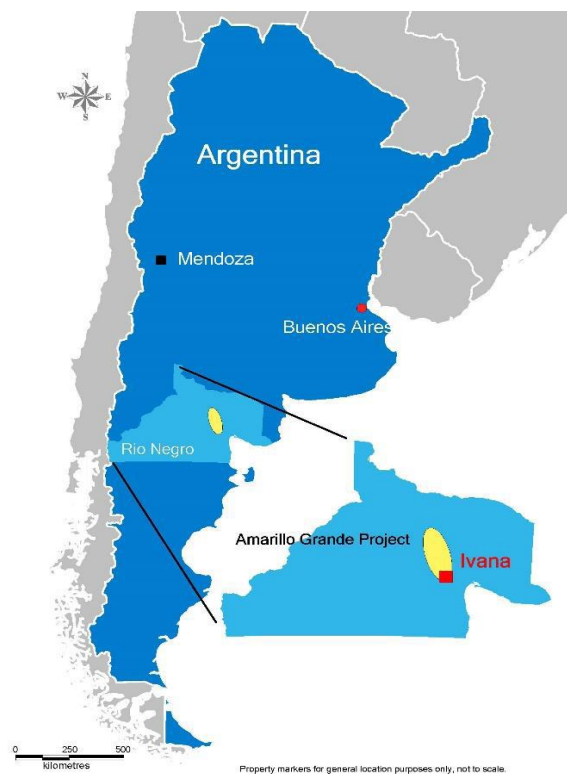 N
W E
S
Argentina
Mendoza
Buenos Aires
Rio Negro
Amarillo Grande Project
Ivana
0 250 500
kilometres
Property markers for general location purposes only, not to scale.